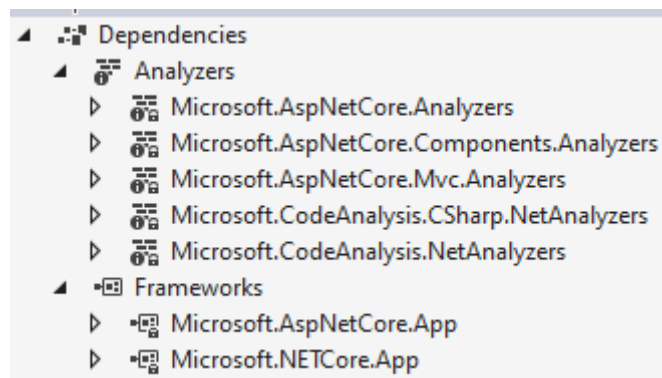 Dependencies
Analyzers
Microsoft.AspNetCore.Analyzers
Microsoft.AspNetCore.Components.Analyzers
Microsoft.AspNetCore.Mvc.Analyzers
Microsoft.CodeAnalysis.CSharp.NetAnalyzers
Microsoft.CodeAnalysis.NetAnalyzers
Frameworks
Microsoft.AspNetCore.App
Microsoft.NETCore.App